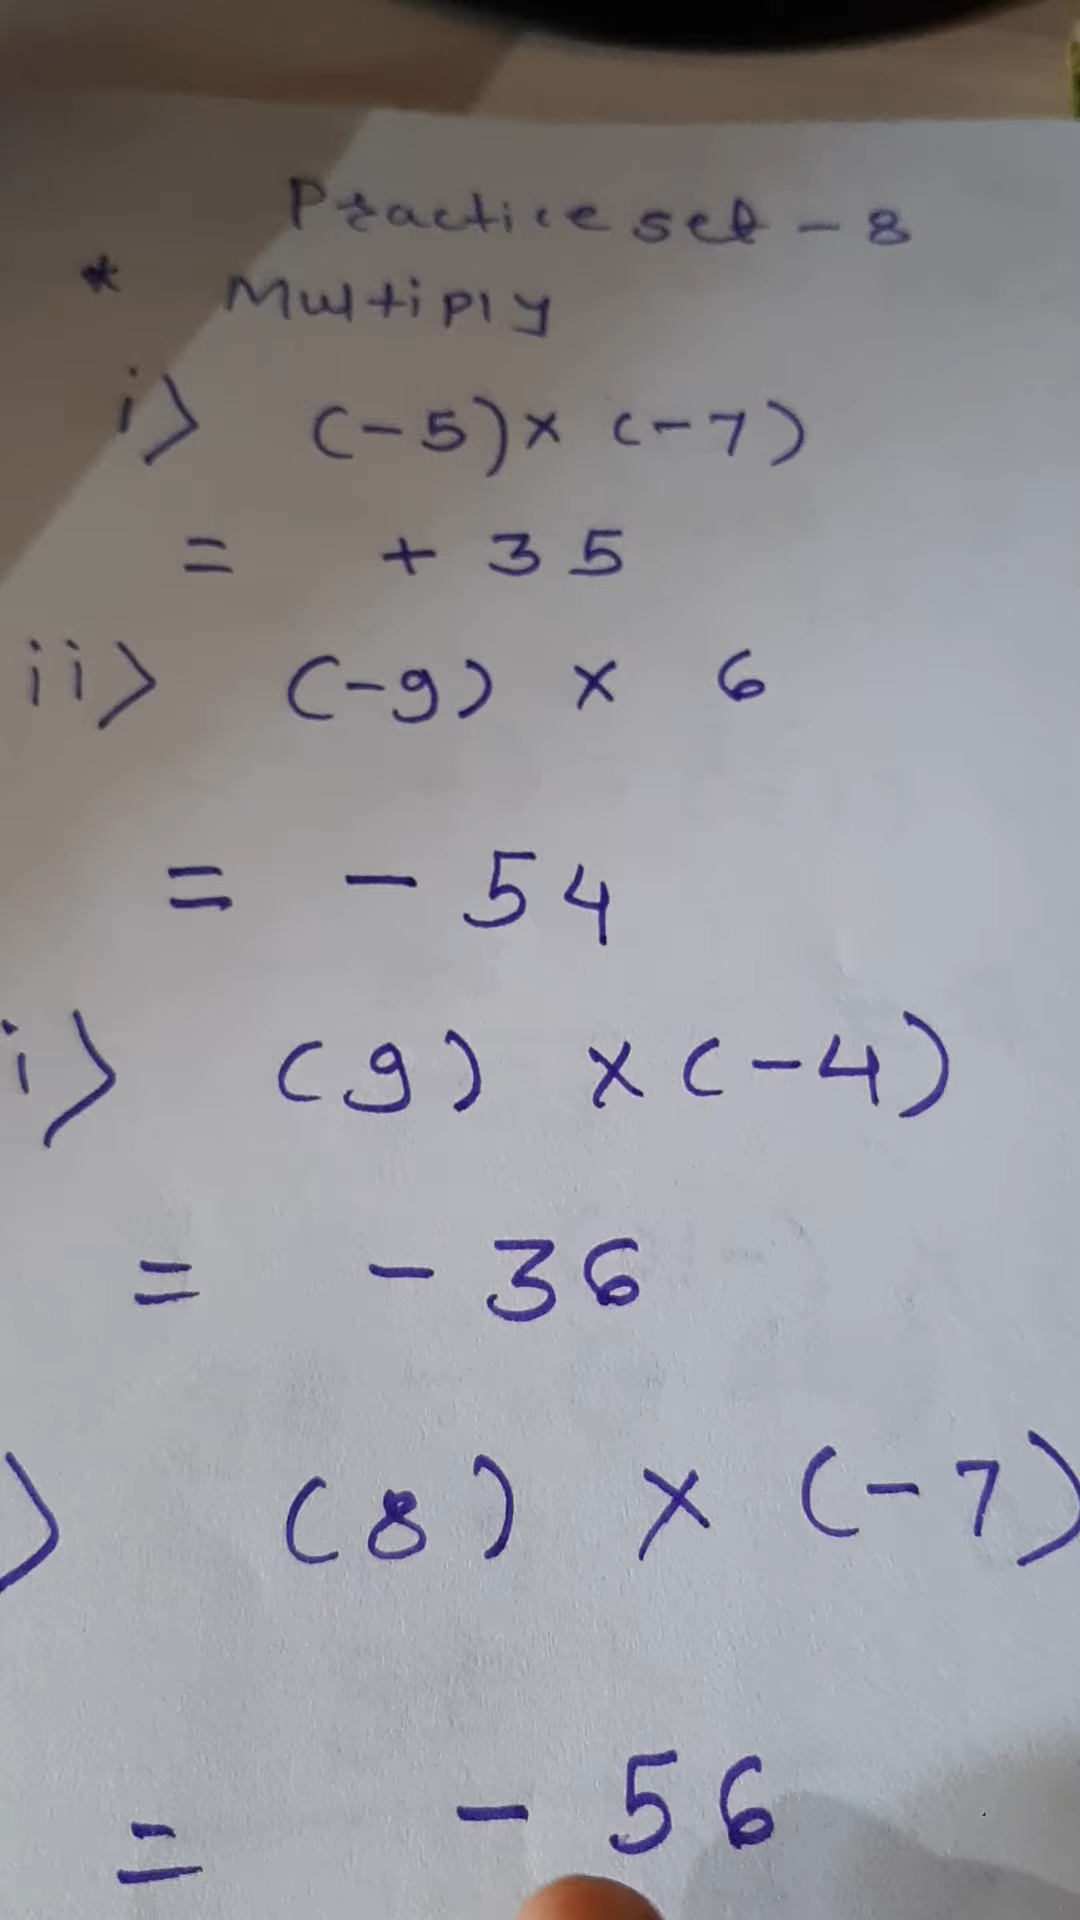 Practice set - 8
* Multiply
i> (-5) × (-7)
= + 35
ii> (-9) × 6
= - 54
i> (9) × (-4)
= - 36
) (8) × (-7)
= - 56